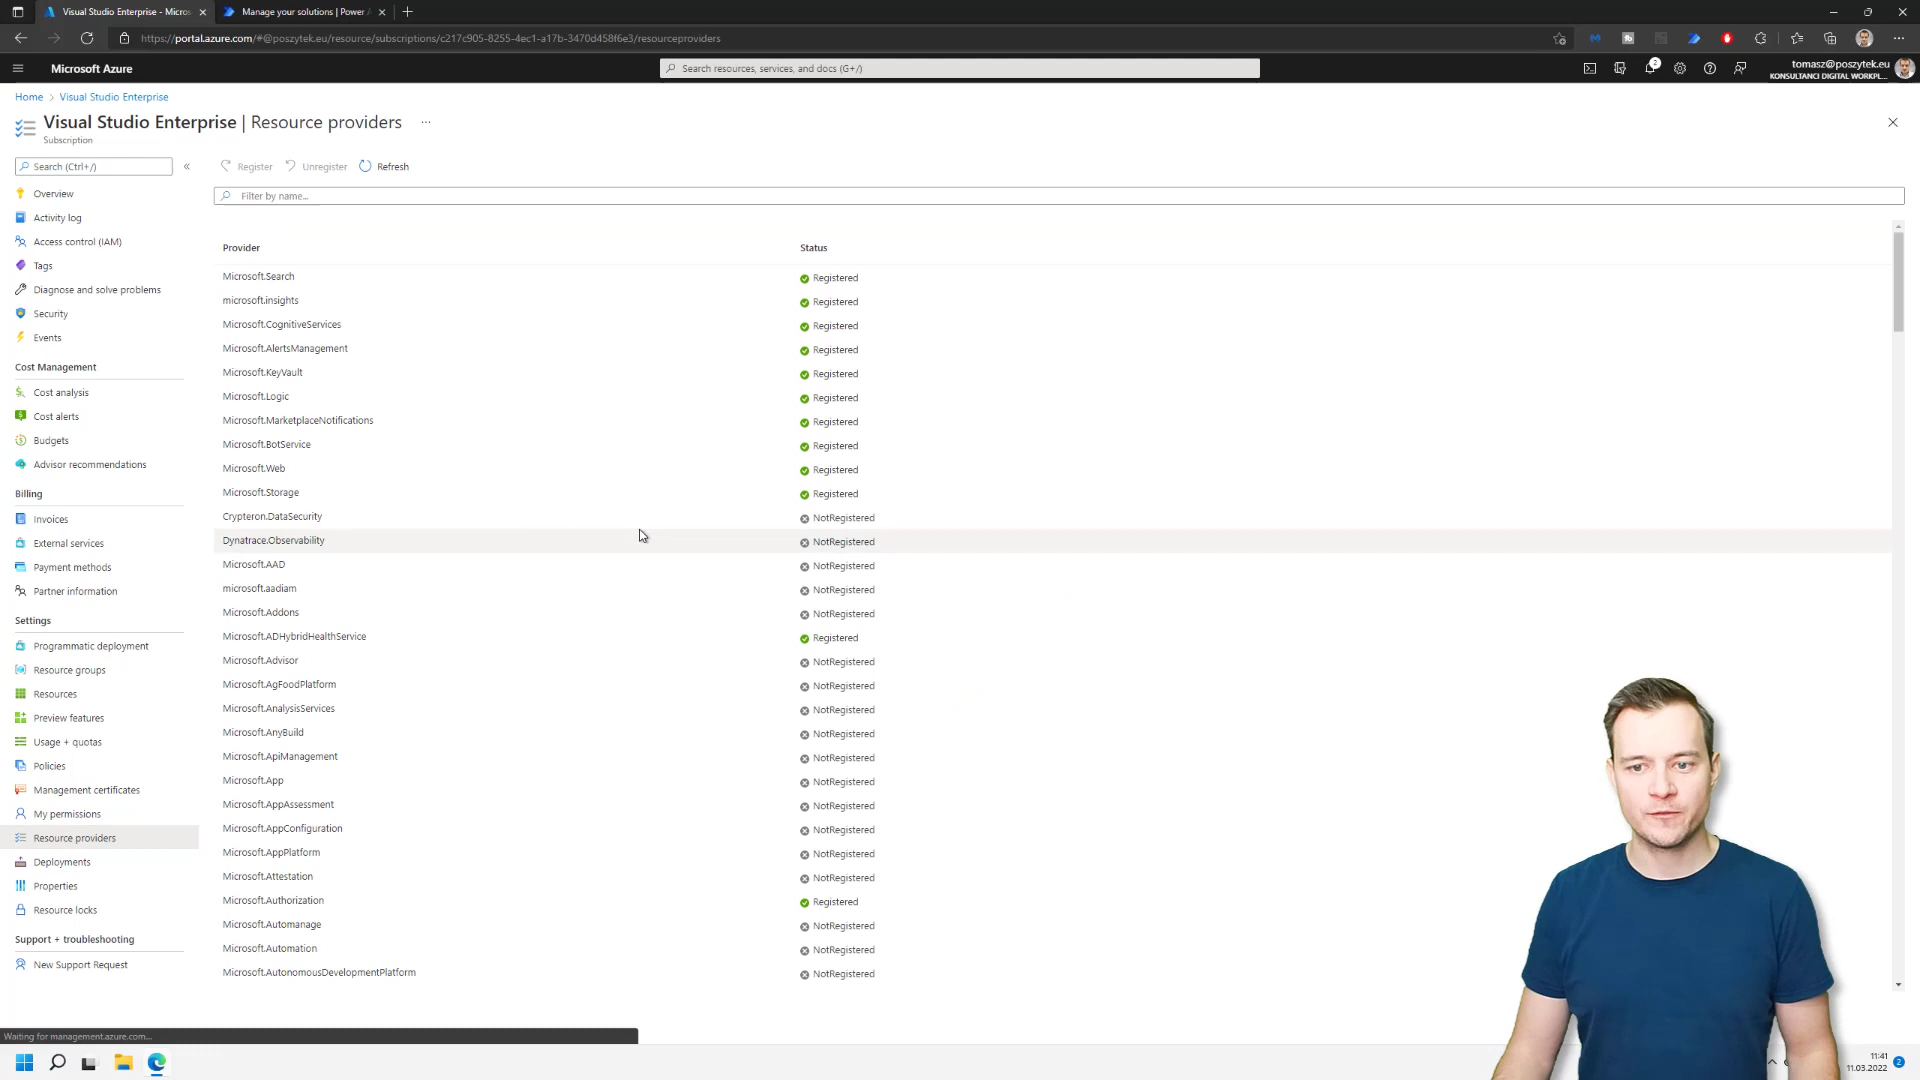 Visual Studio Enterprise - Micros
Manage your solutions | Power A
https://portal.azure.com/#@poszytek.eu/resource/subscriptions/c217c905-8255-4ec1-a17b-3470d458f6e3/resourceproviders
Microsoft Azure
Search resources, services, and docs (G+/)
2
tomasz@poszytek.eu
KONSULTANCI DIGITAL WORKPL...
Home > Visual Studio Enterprise
Visual Studio Enterprise | Resource providers ...
Subscription
Search (Ctrl+/)
«
Register
Unregister
Refresh
Filter by name...
Overview
Activity log
Access control (IAM)
Tags
Diagnose and solve problems
Security
Events
Cost Management
Cost analysis
Cost alerts
Budgets
Advisor recommendations
Billing
Invoices
External services
Payment methods
Partner information
Settings
Programmatic deployment
Resource groups
Resources
Preview features
Usage + quotas
Policies
Management certificates
My permissions
Resource providers
Deployments
Properties
Resource locks
Support + troubleshooting
New Support Request
Provider Status
Microsoft.Search Registered
microsoft.insights Registered
Microsoft.CognitiveServices Registered
Microsoft.AlertsManagement Registered
Microsoft.KeyVault Registered
Microsoft.Logic Registered
Microsoft.MarketplaceNotifications Registered
Microsoft.BotService Registered
Microsoft.Web Registered
Microsoft.Storage Registered
Crypteron.DataSecurity NotRegistered
Dynatrace.Observability NotRegistered
Microsoft.AAD NotRegistered
microsoft.aadiam NotRegistered
Microsoft.Addons NotRegistered
Microsoft.ADHybridHealthService Registered
Microsoft.Advisor NotRegistered
Microsoft.AgFoodPlatform NotRegistered
Microsoft.AnalysisServices NotRegistered
Microsoft.AnyBuild NotRegistered
Microsoft.ApiManagement NotRegistered
Microsoft.App NotRegistered
Microsoft.AppAssessment NotRegistered
Microsoft.AppConfiguration NotRegistered
Microsoft.AppPlatform NotRegistered
Microsoft.Attestation NotRegistered
Microsoft.Authorization Registered
Microsoft.Automanage NotRegistered
Microsoft.Automation NotRegistered
Microsoft.AutonomousDevelopmentPlatform NotRegistered
Waiting for management.azure.com...
11:41
11.03.2022
2